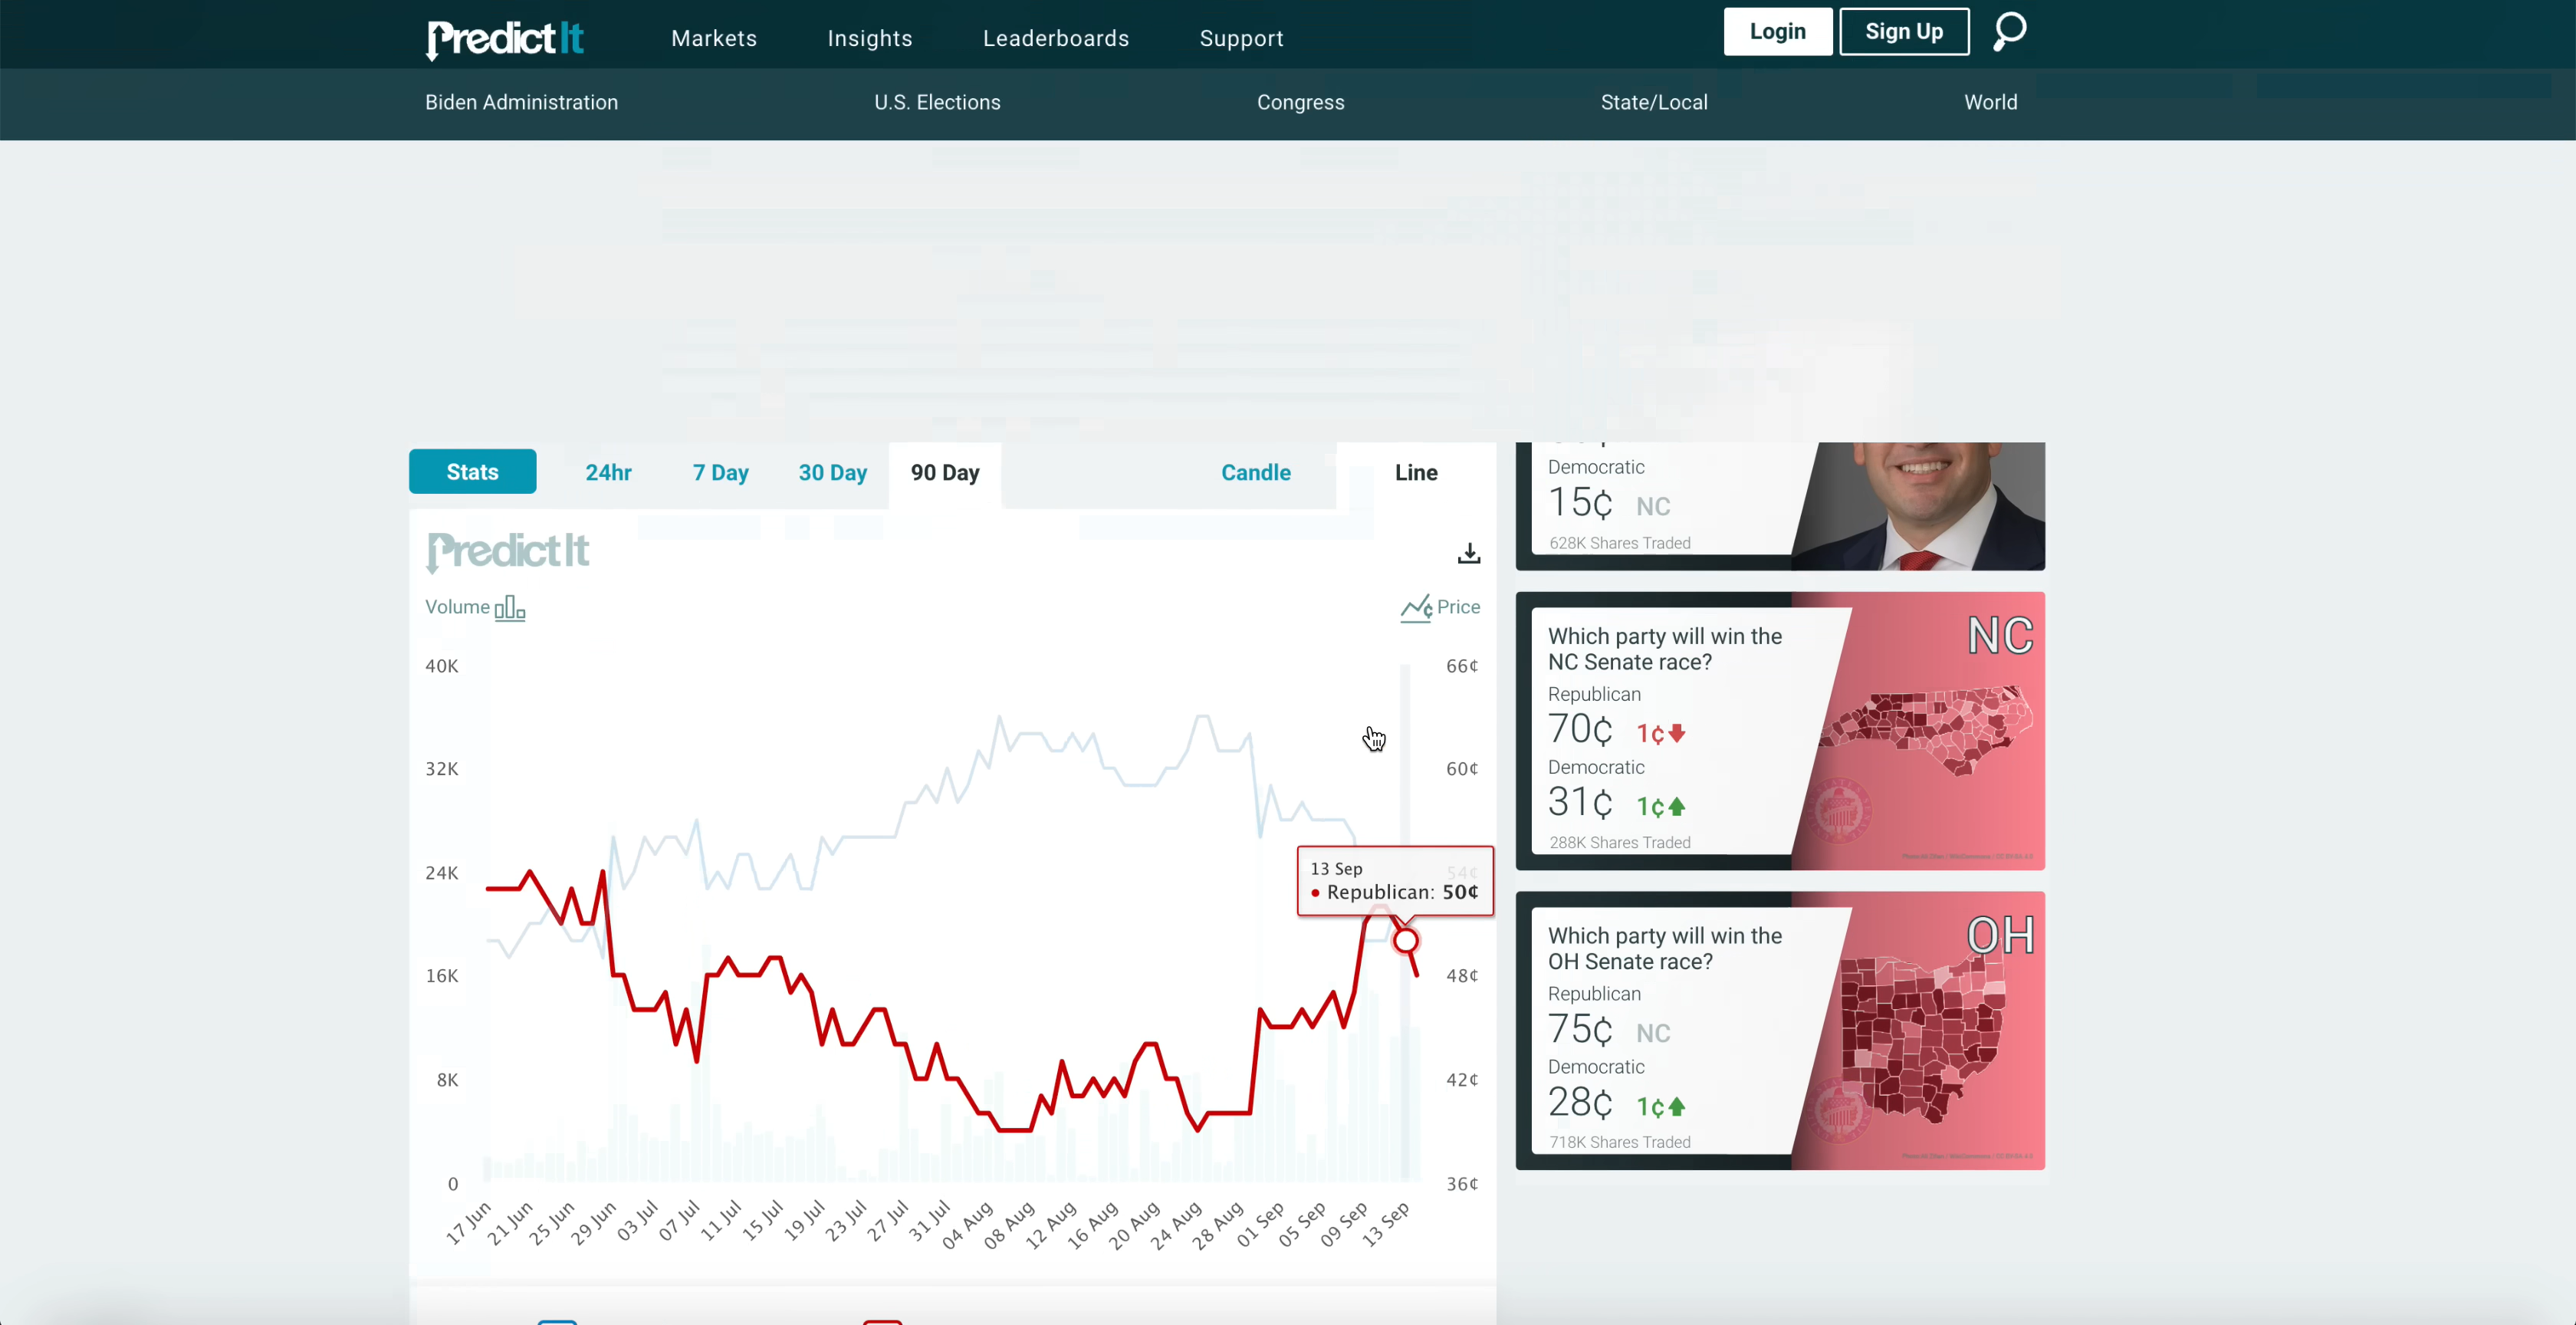 PredictIt
Markets
Insights
Leaderboards
Support
Login
Sign Up
Biden Administration
U.S. Elections
Congress
State/Local
World
Stats
24hr
7 Day
30 Day
90 Day
Candle
Line
PredictIt
Volume
Price
40K
32K
24K
16K
8K
0
66¢
60¢
54¢
48¢
42¢
36¢
13 Sep
Republican: 50¢
17 Jun
21 Jun
25 Jun
29 Jun
03 Jul
07 Jul
11 Jul
15 Jul
19 Jul
23 Jul
27 Jul
31 Jul
04 Aug
08 Aug
12 Aug
16 Aug
20 Aug
24 Aug
28 Aug
01 Sep
05 Sep
09 Sep
13 Sep
Democratic
15¢ NC
628K Shares Traded
Which party will win the
NC Senate race?
Republican
70¢ 1¢
Democratic
31¢ 1¢
288K Shares Traded
NC
Which party will win the
OH Senate race?
Republican
75¢ NC
Democratic
28¢ 1¢
718K Shares Traded
OH